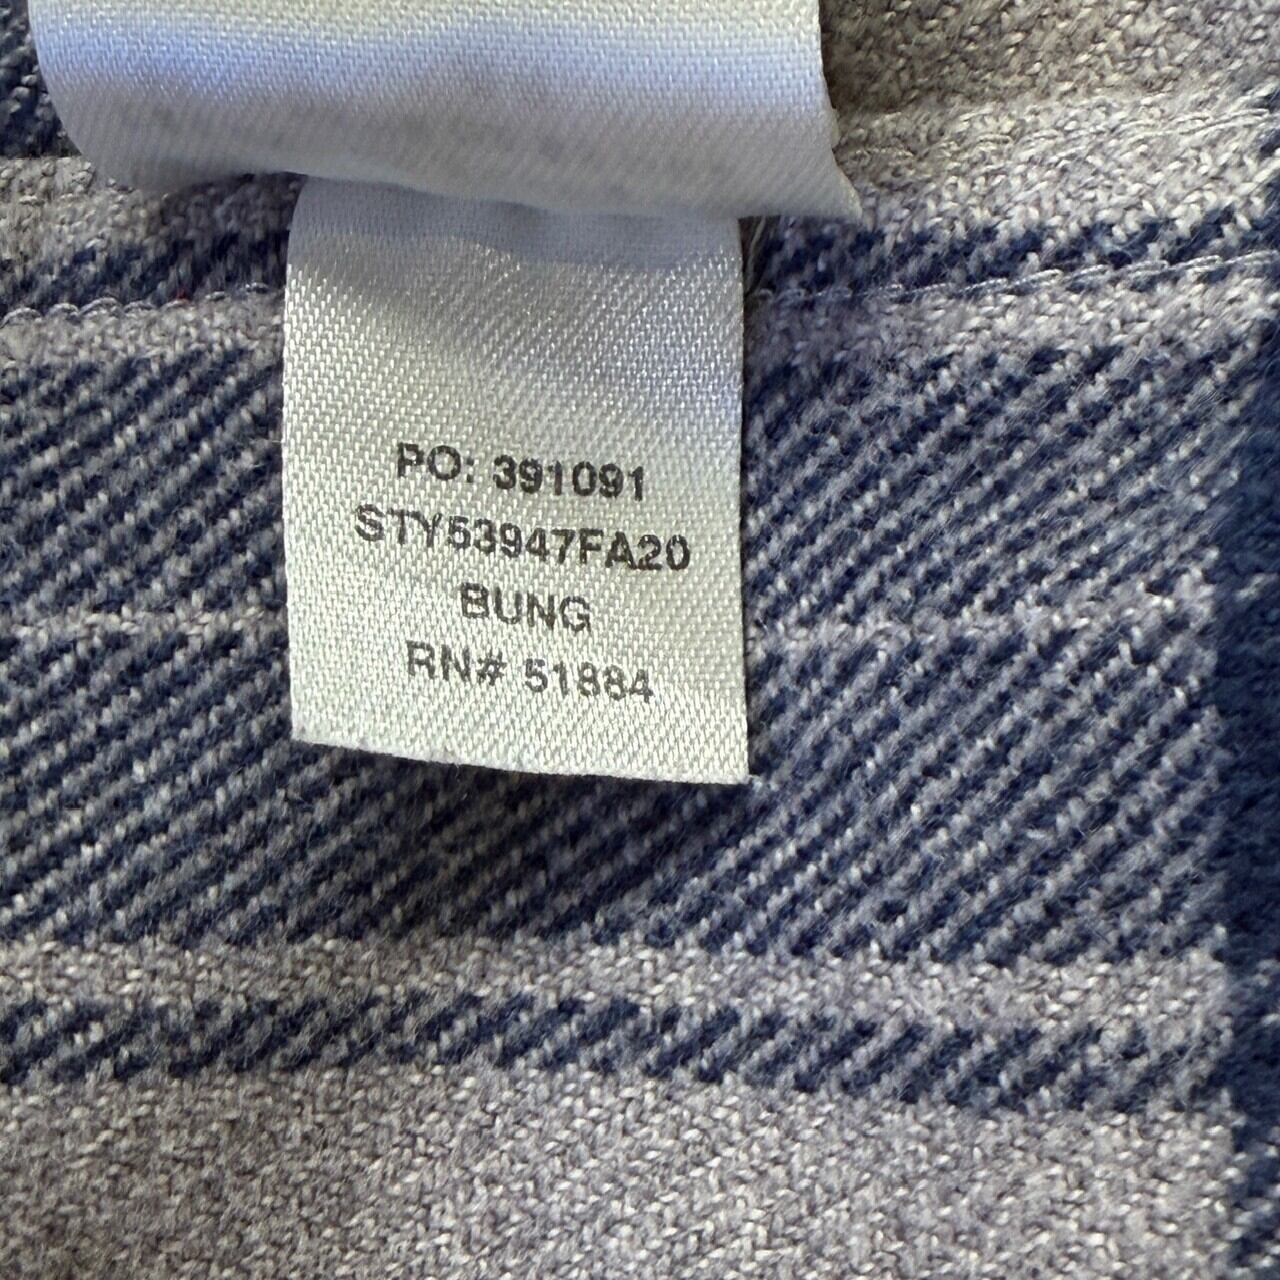 PO: 391091
STY53947FA20
BUNG
RN# 51884